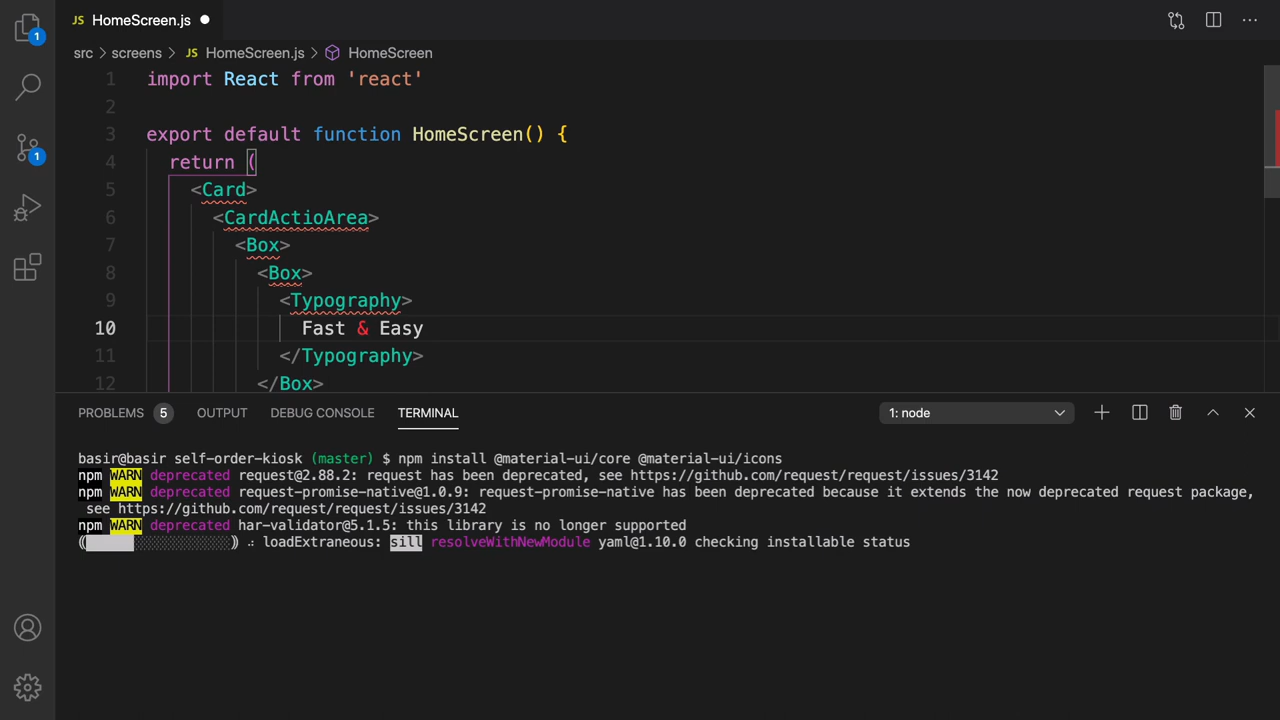 JS HomeScreen.js
1
src > screens > JS HomeScreen.js > HomeScreen
1 import React from 'react'
2
3 export default function HomeScreen() {
4 return (
5 <Card>
6 <CardActioArea>
7 <Box>
8 <Box>
9 <Typography>
10 Fast & Easy
11 </Typography>
12 </Box>
1
PROBLEMS 5 OUTPUT DEBUG CONSOLE TERMINAL 1: node
basir@basir self-order-kiosk (master) $ npm install @material-ui/core @material-ui/icons
npm WARN deprecated request@2.88.2: request has been deprecated, see https://github.com/request/request/issues/3142
npm WARN deprecated request-promise-native@1.0.9: request-promise-native has been deprecated because it extends the now deprecated request package,
see https://github.com/request/request/issues/3142
npm WARN deprecated har-validator@5.1.5: this library is no longer supported
loadExtraneous: sill resolveWithNewModule yaml@1.10.0 checking installable status